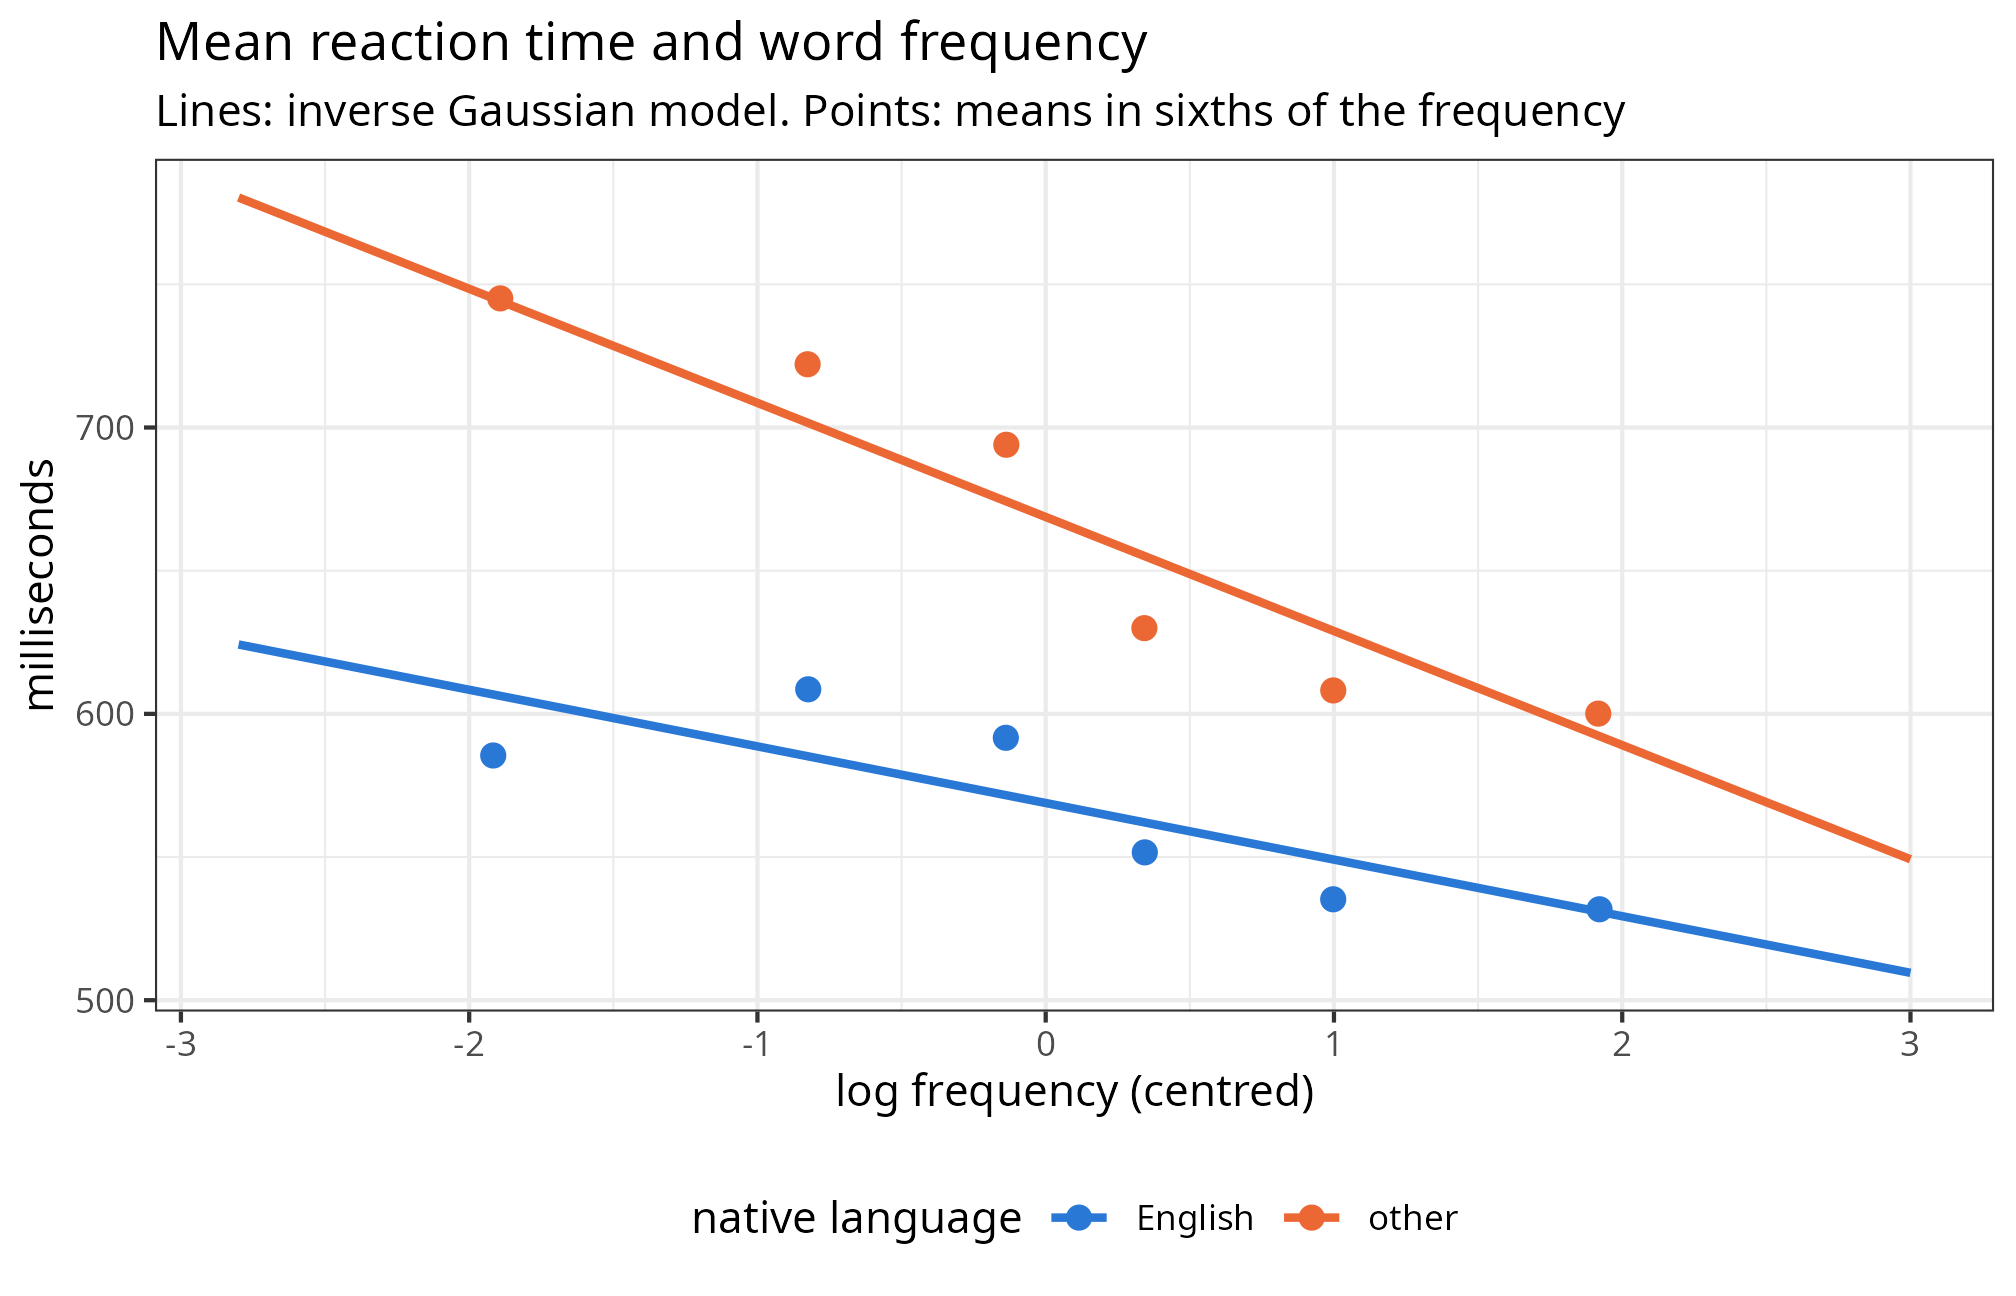 Mean reaction time and word frequency
Lines: inverse Gaussian model. Points: means in sixths of the frequency
milliseconds
700
600
500
-3 -2 -1 0 1 2 3
log frequency (centred)
native language English other